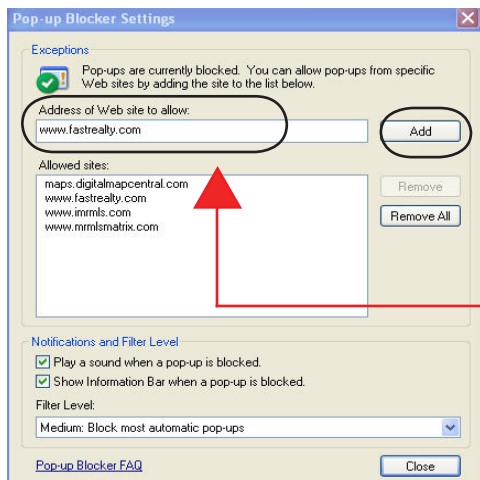 Pop-up Blocker Settings
Exceptions
Pop-ups are currently blocked. You can allow pop-ups from specific
Web sites by adding the site to the list below.
Address of Web site to allow:
www.fastrealty.com
Add
Allowed sites:
maps.digitalmapcentral.com
www.fastrealty.com
www.imrmls.com
www.mrmlsmatrix.com
Remove
Remove All
Notifications and Filter Level
Play a sound when a pop-up is blocked.
Show Information Bar when a pop-up is blocked.
Filter Level:
Medium: Block most automatic pop-ups
Pop-up Blocker FAQ
Close